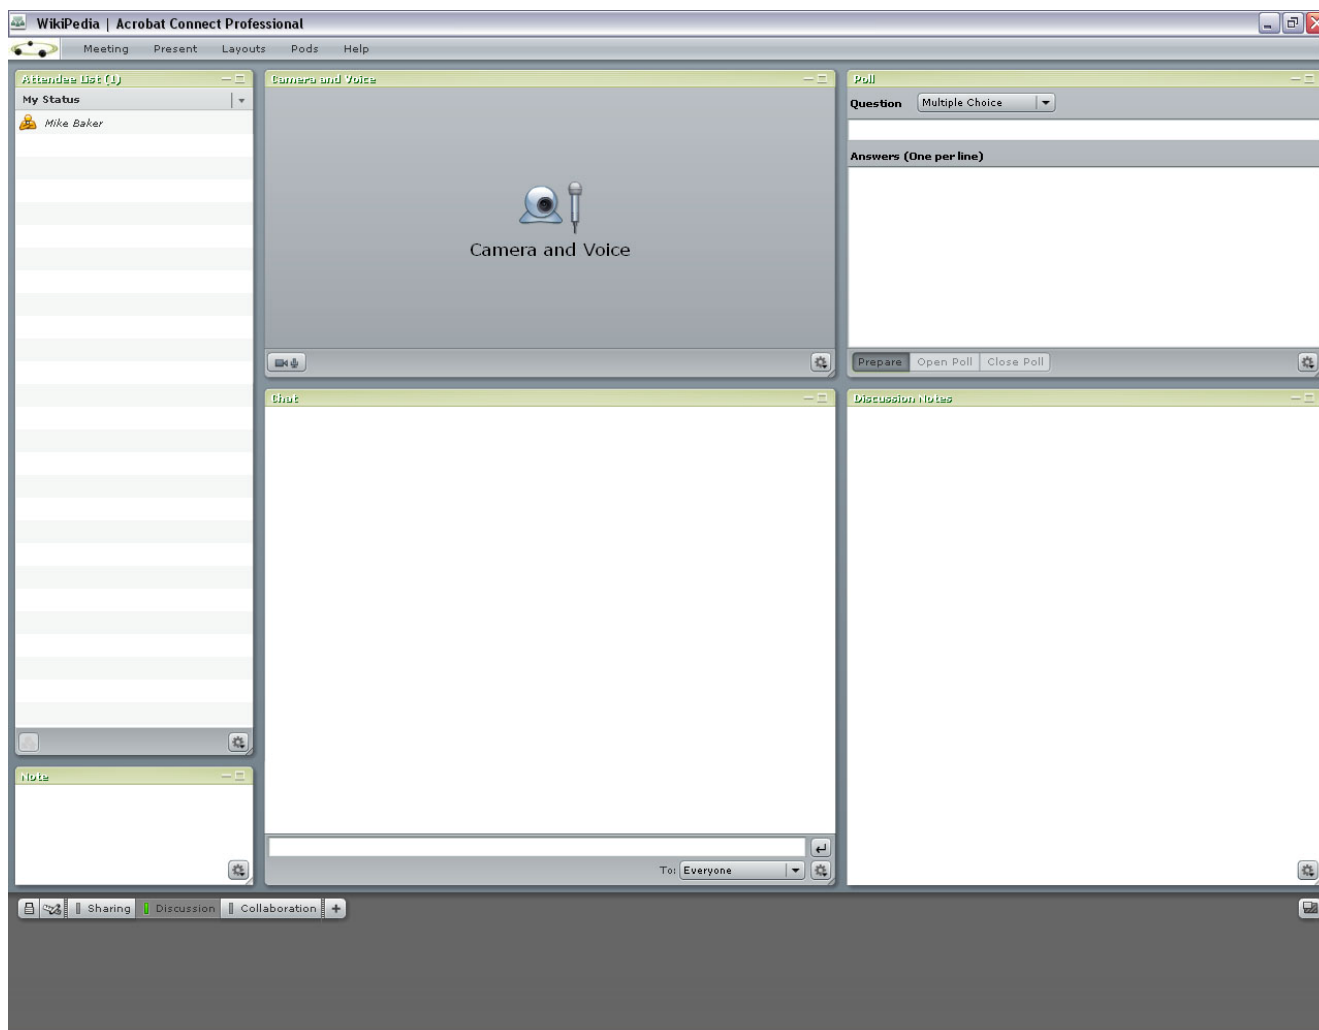 WikiPedia | Acrobat Connect Professional
Meeting Present Layouts Pods Help
Attendee List (1)
My Status
Mike Baker
Camera and Voice
Camera and Voice
Poll
Question Multiple Choice
Answers (One per line)
Prepare Open Poll Close Poll
Chat
To: Everyone
Discussion Notes
Note
Sharing Discussion Collaboration +